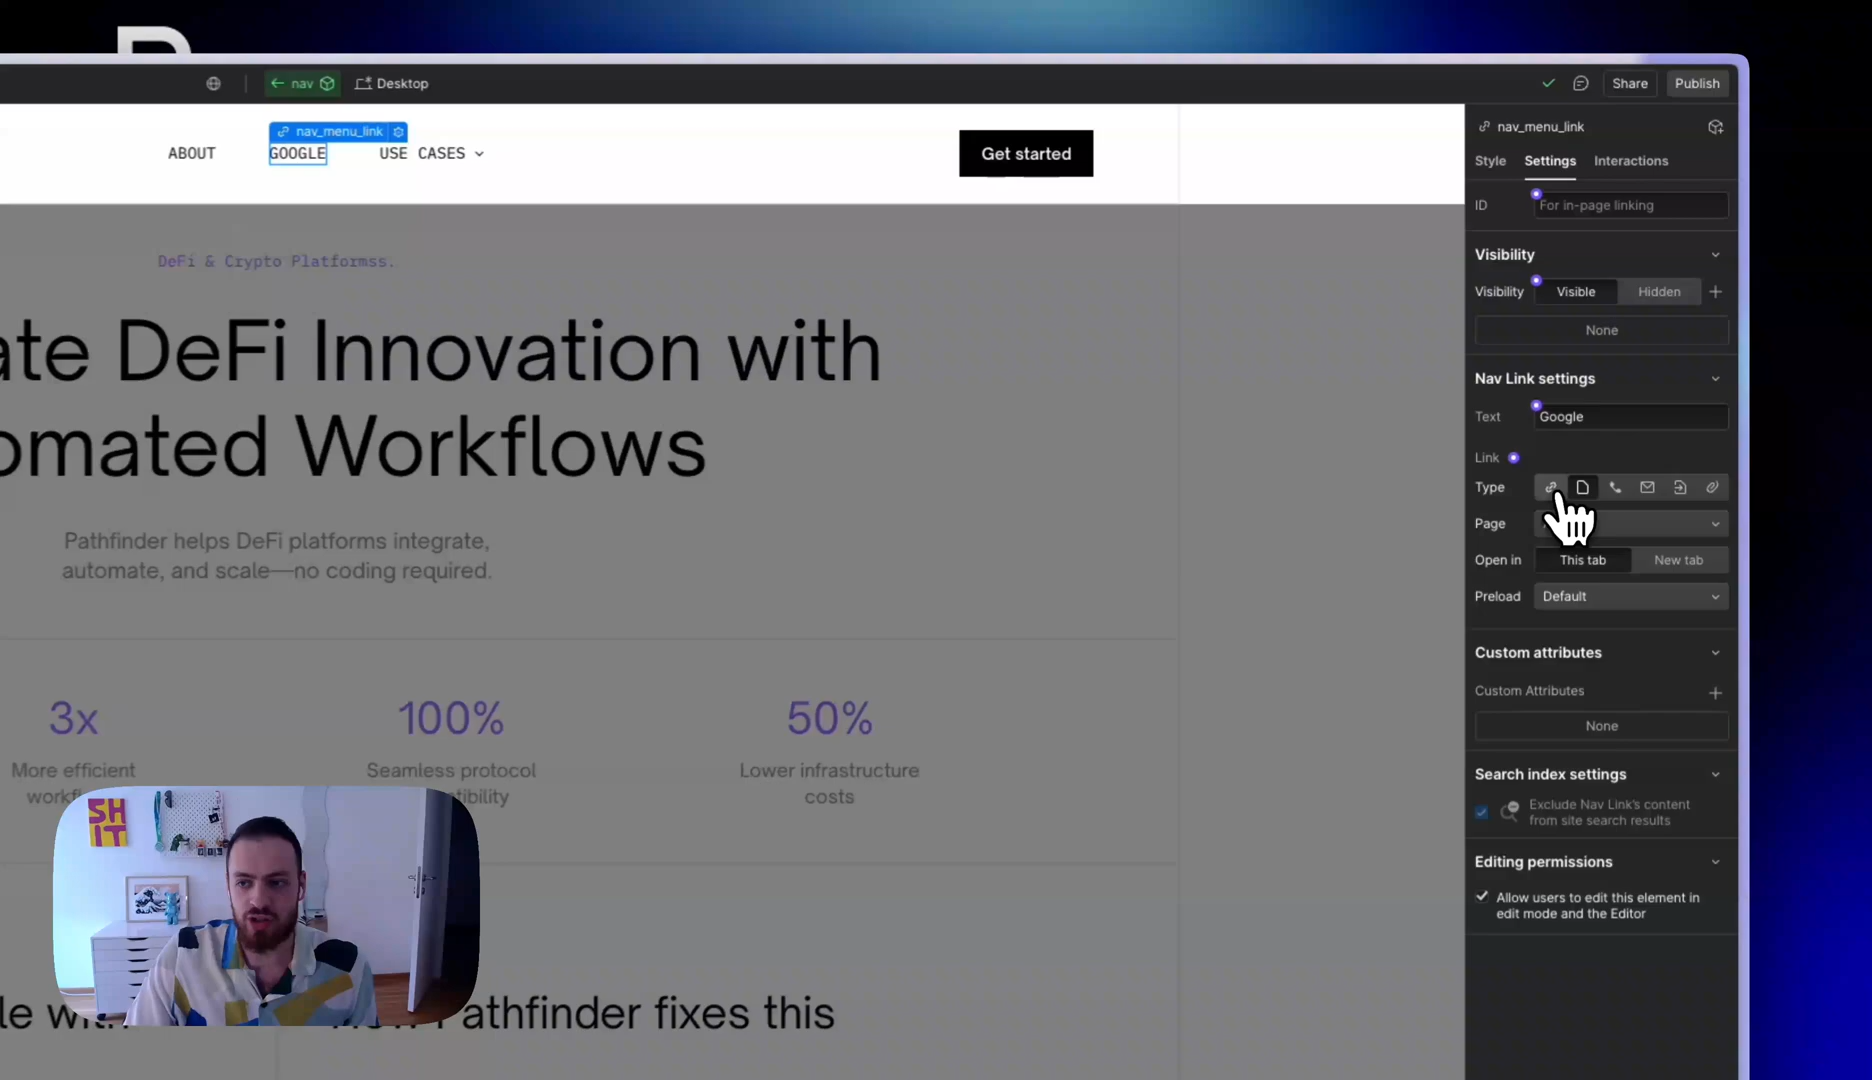 nav
Desktop
Share
Publish
nav_menu_link
ABOUT
GOOGLE
USE CASES
Get started
DeFi & Crypto Platformss.
ate DeFi Innovation with
omated Workflows
Pathfinder helps DeFi platforms integrate,
automate, and scale—no coding required.
3x
More efficient
100%
Seamless protocol
50%
Lower infrastructure
costs
SH
IT
Pathfinder fixes this
nav_menu_link
Style
Settings
Interactions
ID
For in-page linking
Visibility
Visibility
Visible
Hidden
None
Nav Link settings
Text
Google
Link
Type
Page
Open in
This tab
New tab
Preload
Default
Custom attributes
Custom Attributes
None
Search index settings
Exclude Nav Link's content
from site search results
Editing permissions
Allow users to edit this element in
edit mode and the Editor